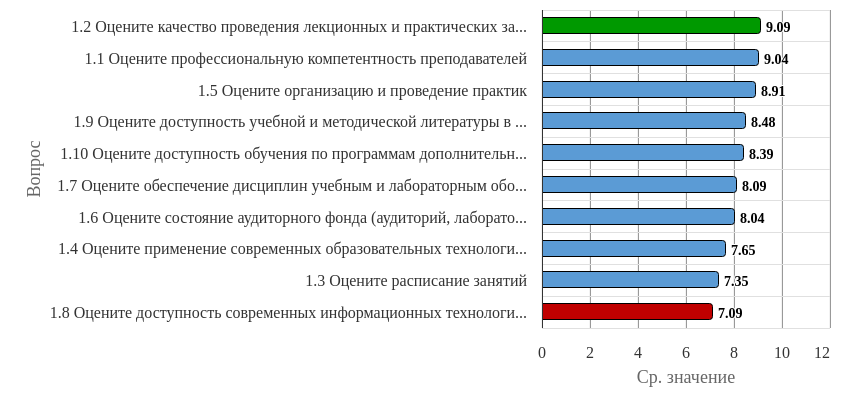 1.2 Оцените качество проведения лекционных и практических за... 9.09
1.1 Оцените профессиональную компетентность преподавателей 9.04
1.5 Оцените организацию и проведение практик 8.91
1.9 Оцените доступность учебной и методической литературы в ... 8.48
1.10 Оцените доступность обучения по программам дополнительн... 8.39
1.7 Оцените обеспечение дисциплин учебным и лабораторным обо... 8.09
1.6 Оцените состояние аудиторного фонда (аудиторий, лаборато... 8.04
1.4 Оцените применение современных образовательных технологи... 7.65
1.3 Оцените расписание занятий 7.35
1.8 Оцените доступность современных информационных технологи... 7.09
Вопрос
0 2 4 6 8 10 12
Ср. значение